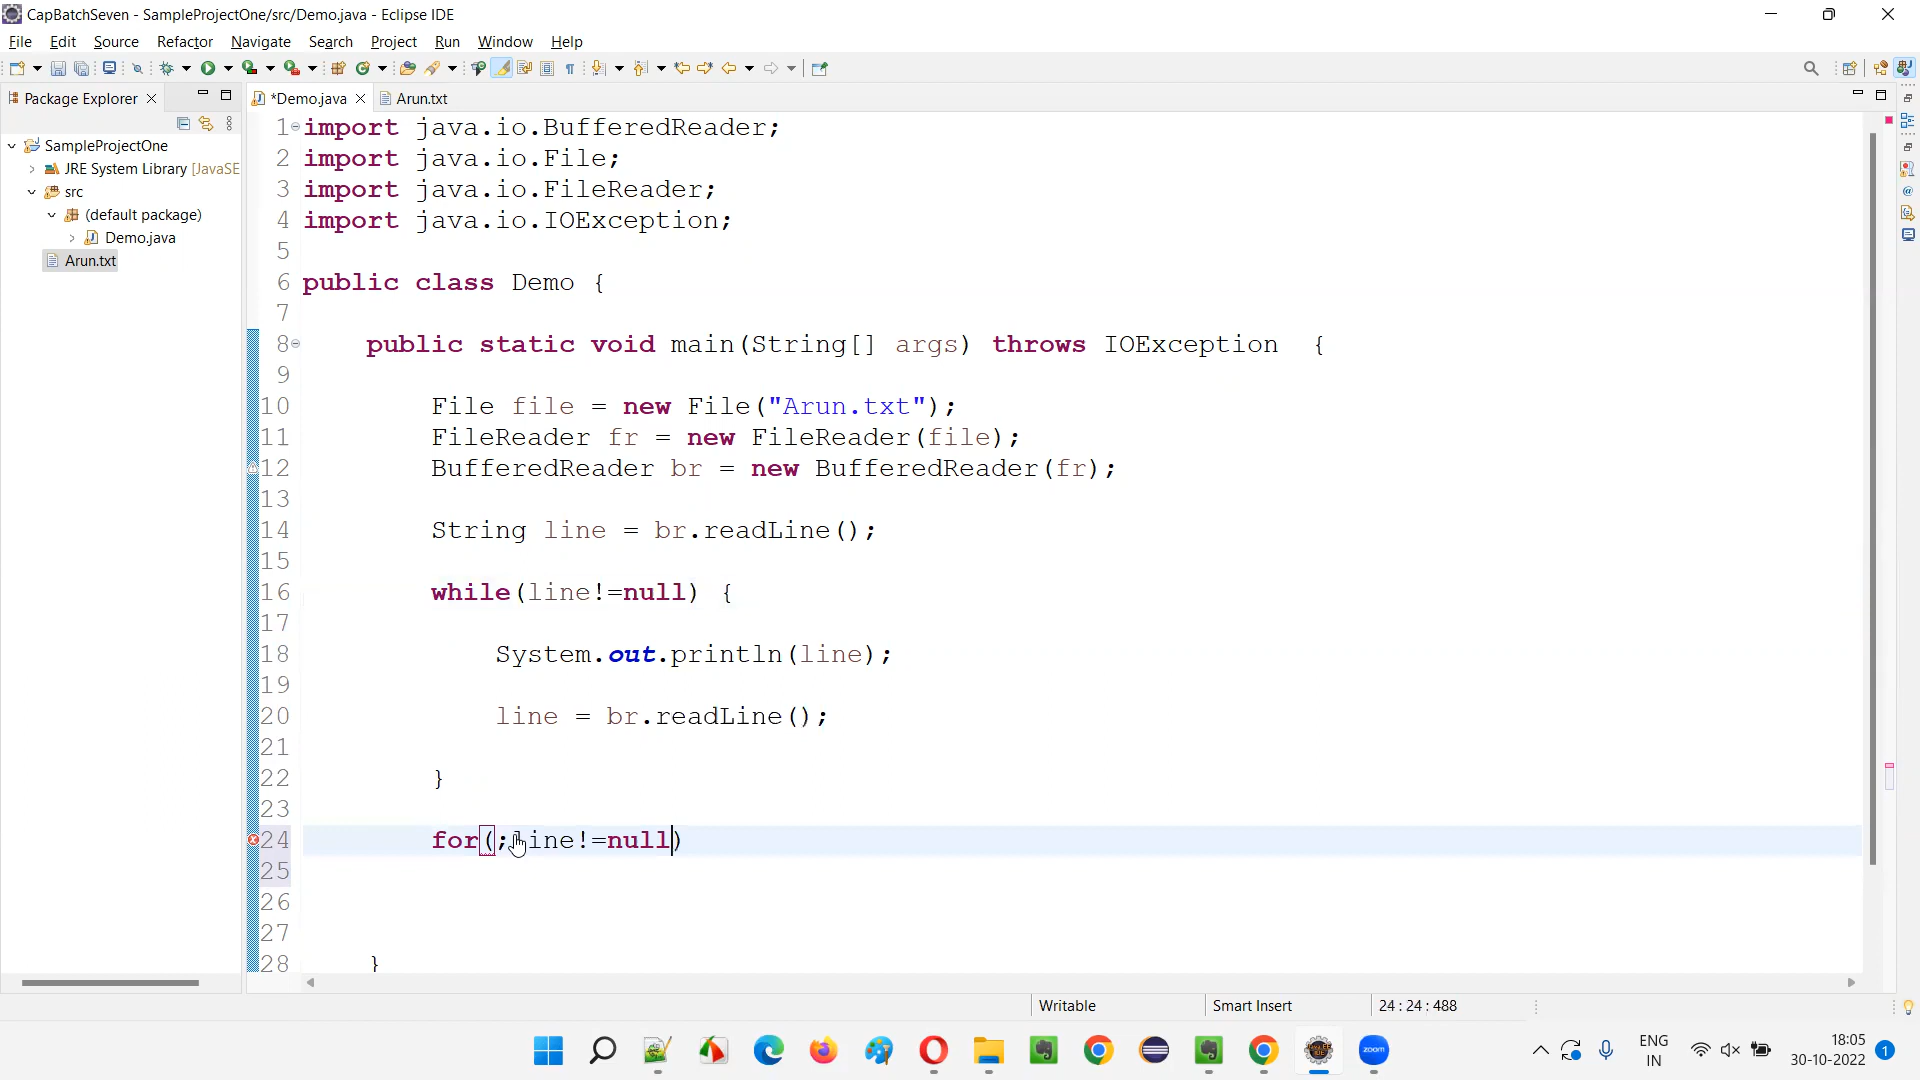 CapBatchSeven - SampleProjectOne/src/Demo.java - Eclipse IDE
File Edit Source Refactor Navigate Search Project Run Window Help
Package Explorer
*Demo.java Arun.txt
SampleProjectOne
JRE System Library [JavaSE
src
(default package)
Demo.java
Arun.txt
1 import java.io.BufferedReader;
2 import java.io.File;
3 import java.io.FileReader;
4 import java.io.IOException;
5
6 public class Demo {
7
8 public static void main(String[] args) throws IOException {
9
10 File file = new File("Arun.txt");
11 FileReader fr = new FileReader(file);
12 BufferedReader br = new BufferedReader(fr);
13
14 String line = br.readLine();
15
16 while(line!=null) {
17
18 System.out.println(line);
19
20 line = br.readLine();
21
22 }
23
24 for(;line!=null)
25
26
27
28 }
Writable Smart Insert 24 : 24 : 488
zoom
ENG
IN
18:05
30-10-2022
1